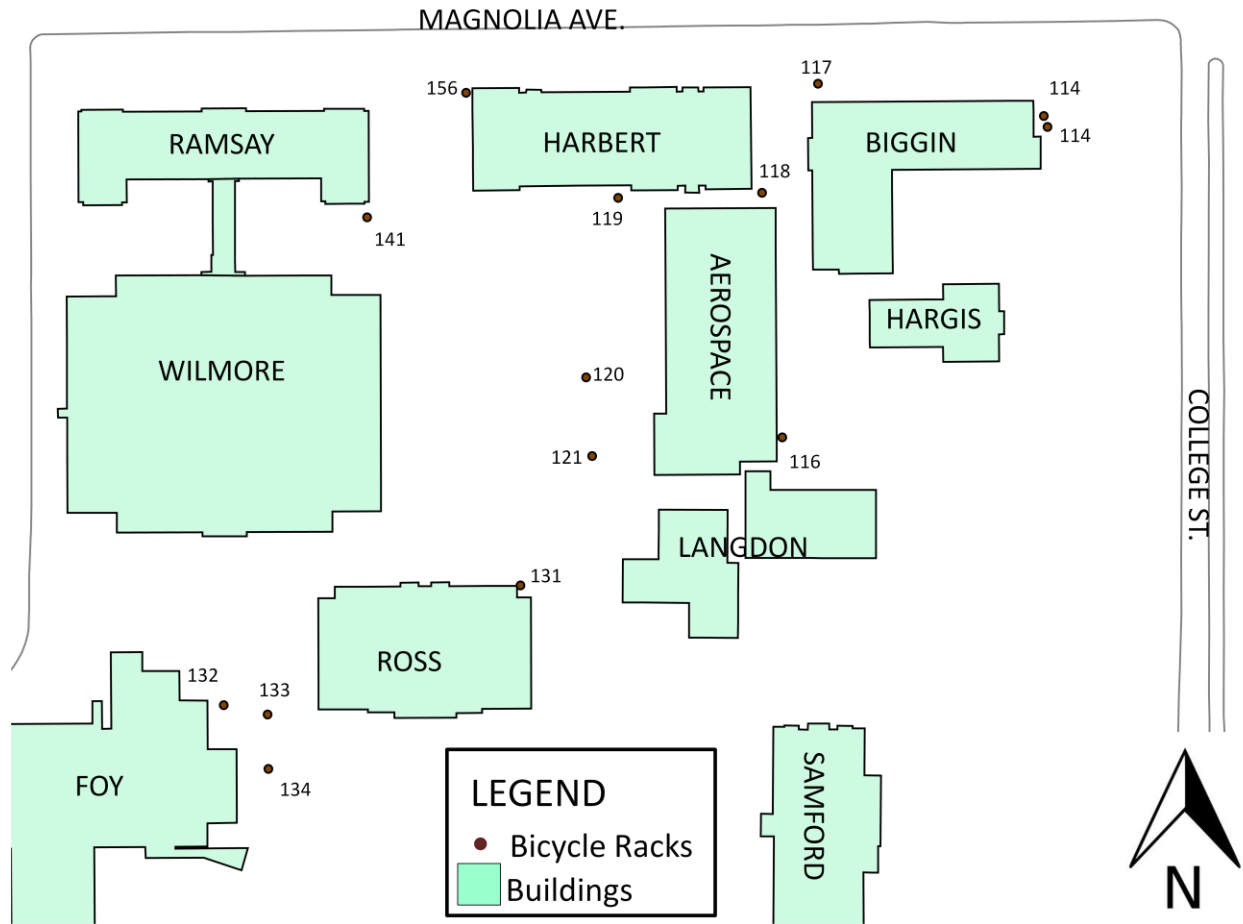 MAGNOLIA AVE.
117
156
114
RAMSAY
HARBERT
BIGGIN
114
118
119
141
AEROSPACE
HARGIS
WILMORE
120
COLLEGE ST.
121
116
LANGDON
131
ROSS
132
133
FOY
134
SAMFORD
LEGEND
Bicycle Racks
Buildings
N